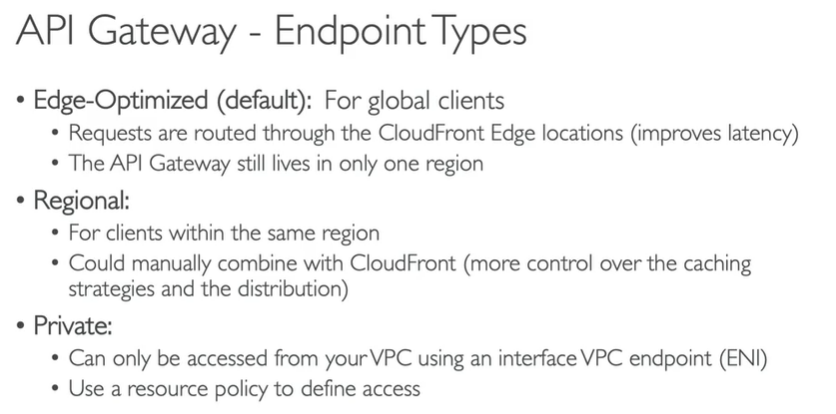 API Gateway - Endpoint Types
• Edge-Optimized (default): For global clients
• Requests are routed through the CloudFront Edge locations (improves latency)
• The API Gateway still lives in only one region
• Regional:
• For clients within the same region
• Could manually combine with CloudFront (more control over the caching
strategies and the distribution)
• Private:
• Can only be accessed from your VPC using an interface VPC endpoint (ENI)
• Use a resource policy to define access